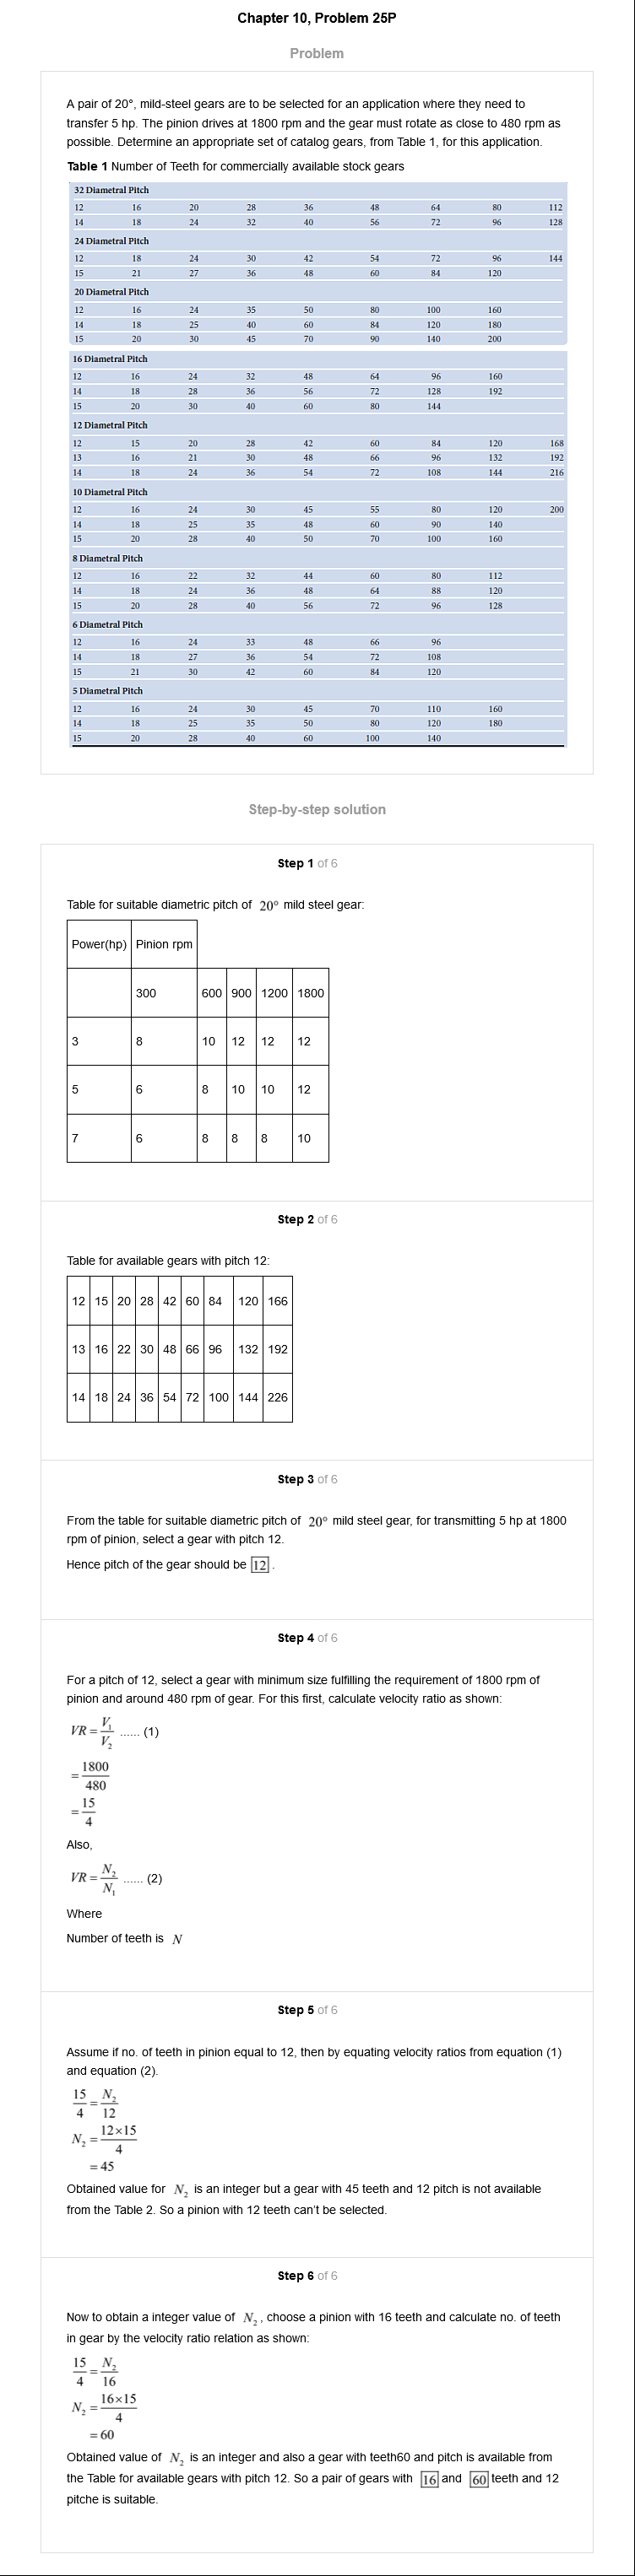 Chapter 10, Problem 25P
Problem
A pair of 20°, mild-steel gears are to be selected for an application where they need to
transfer 5 hp. The pinion drives at 1800 rpm and the gear must rotate as close to 480 rpm as
possible. Determine an appropriate set of catalog gears, from Table 1, for this application.
Table 1 Number of Teeth for commercially available stock gears
32 Diametral Pitch
12 16 20 28 36 48 64 80 112
14 18 24 32 40 56 72 96 128
24 Diametral Pitch
12 18 24 30 42 54 72 96 144
15 21 27 36 48 60 84 120
20 Diametral Pitch
12 16 24 35 50 80 100 160
14 18 25 40 60 84 120 180
15 20 30 45 70 90 140 200
16 Diametral Pitch
12 16 24 32 48 64 96 160
14 18 28 36 56 72 128 192
15 20 30 40 60 80 144
12 Diametral Pitch
12 15 20 28 42 60 84 120 168
13 16 21 30 48 66 96 132 192
14 18 24 36 54 72 108 144 216
10 Diametral Pitch
12 16 24 30 45 55 80 120 200
14 18 25 35 48 60 90 140
15 20 28 40 50 70 100 160
8 Diametral Pitch
12 16 22 32 44 60 80 112
14 18 24 36 48 64 88 120
15 20 28 40 56 72 96 128
6 Diametral Pitch
12 16 24 33 48 66 96
14 18 27 36 54 72 108
15 21 30 42 60 84 120
5 Diametral Pitch
12 16 24 30 45 70 110 160
14 18 25 35 50 80 120 180
15 20 28 40 60 100 140
Step-by-step solution
Step 1 of 6
Table for suitable diametric pitch of 20° mild steel gear:
Power(hp) Pinion rpm
300 600 900 1200 1800
3 8 10 12 12 12
5 6 8 10 10 12
7 6 8 8 8 10
Step 2 of 6
Table for available gears with pitch 12:
12 15 20 28 42 60 84 120 166
13 16 22 30 48 66 96 132 192
14 18 24 36 54 72 100 144 226
Step 3 of 6
From the table for suitable diametric pitch of 20° mild steel gear, for transmitting 5 hp at 1800
rpm of pinion, select a gear with pitch 12.
Hence pitch of the gear should be 12 .
Step 4 of 6
For a pitch of 12, select a gear with minimum size fulfilling the requirement of 1800 rpm of
pinion and around 480 rpm of gear. For this first, calculate velocity ratio as shown:
VR = V₁/V₂ ...... (1)
= 1800/480
= 15/4
Also,
VR = N₂/N₁ ...... (2)
Where
Number of teeth is N
Step 5 of 6
Assume if no. of teeth in pinion equal to 12, then by equating velocity ratios from equation (1)
and equation (2).
15/4 = N₂/12
N₂ = 12×15/4
= 45
Obtained value for N₂ is an integer but a gear with 45 teeth and 12 pitch is not available
from the Table 2. So a pinion with 12 teeth can't be selected.
Step 6 of 6
Now to obtain a integer value of N₂ , choose a pinion with 16 teeth and calculate no. of teeth
in gear by the velocity ratio relation as shown:
15/4 = N₂/16
N₂ = 16×15/4
= 60
Obtained value of N₂ is an integer and also a gear with teeth60 and pitch is available from
the Table for available gears with pitch 12. So a pair of gears with 16 and 60 teeth and 12
pitche is suitable.